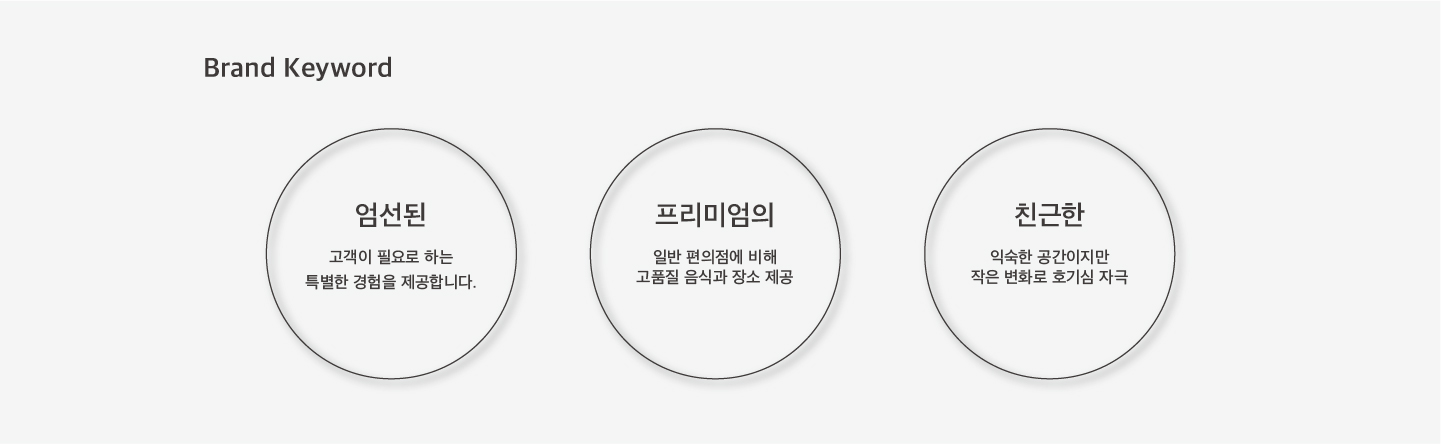 Brand Keyword
엄선된
고객이 필요로 하는
특별한 경험을 제공합니다.
프리미엄의
일반 편의점에 비해
고품질 음식과 장소 제공
친근한
익숙한 공간이지만
작은 변화로 호기심 자극